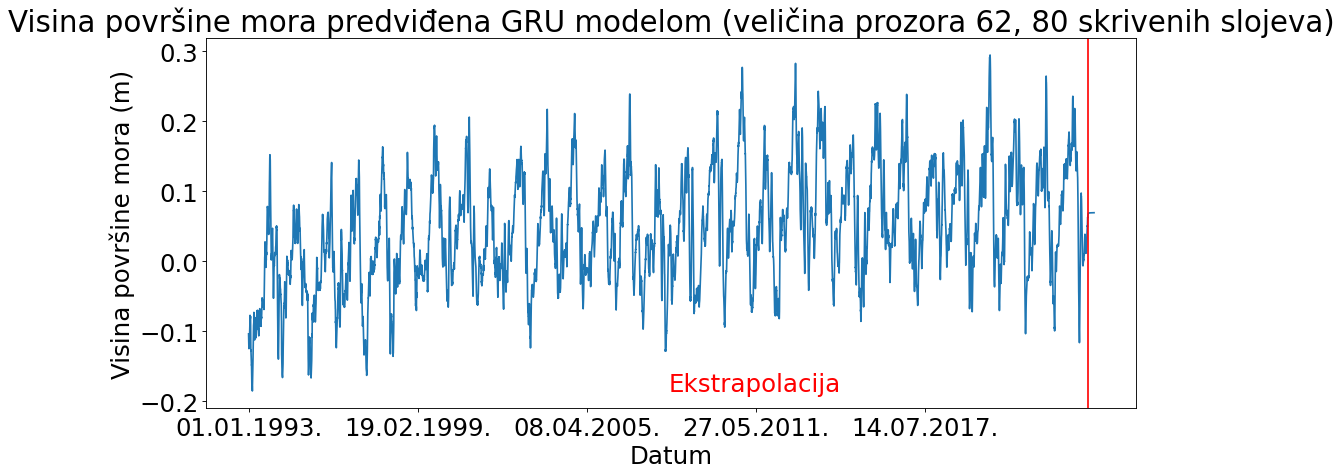 Visina površine mora predviđena GRU modelom (veličina prozora 62, 80 skrivenih slojeva)
Visina površine mora (m)
0.3
0.2
0.1
0.0
−0.1
−0.2
Ekstrapolacija
01.01.1993. 19.02.1999. 08.04.2005. 27.05.2011. 14.07.2017.
Datum